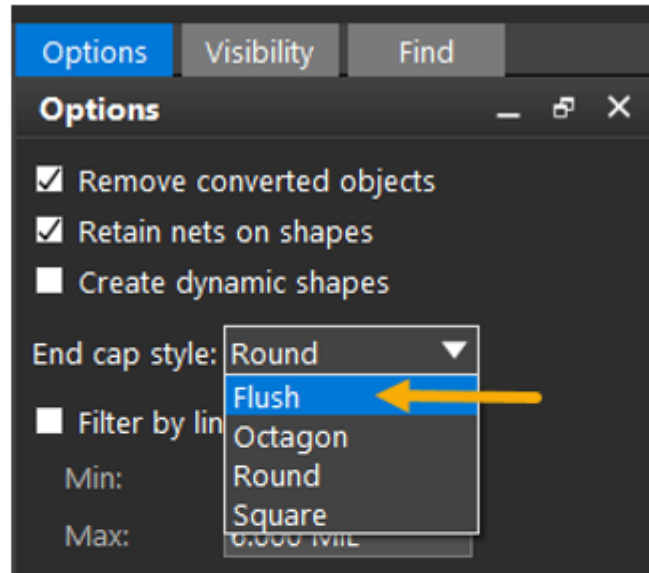 Options Visibility Find
Options
Remove converted objects
Retain nets on shapes
Create dynamic shapes
End cap style: Round
Flush
Filter by lin
Octagon
Min:
Round
Square
Max: